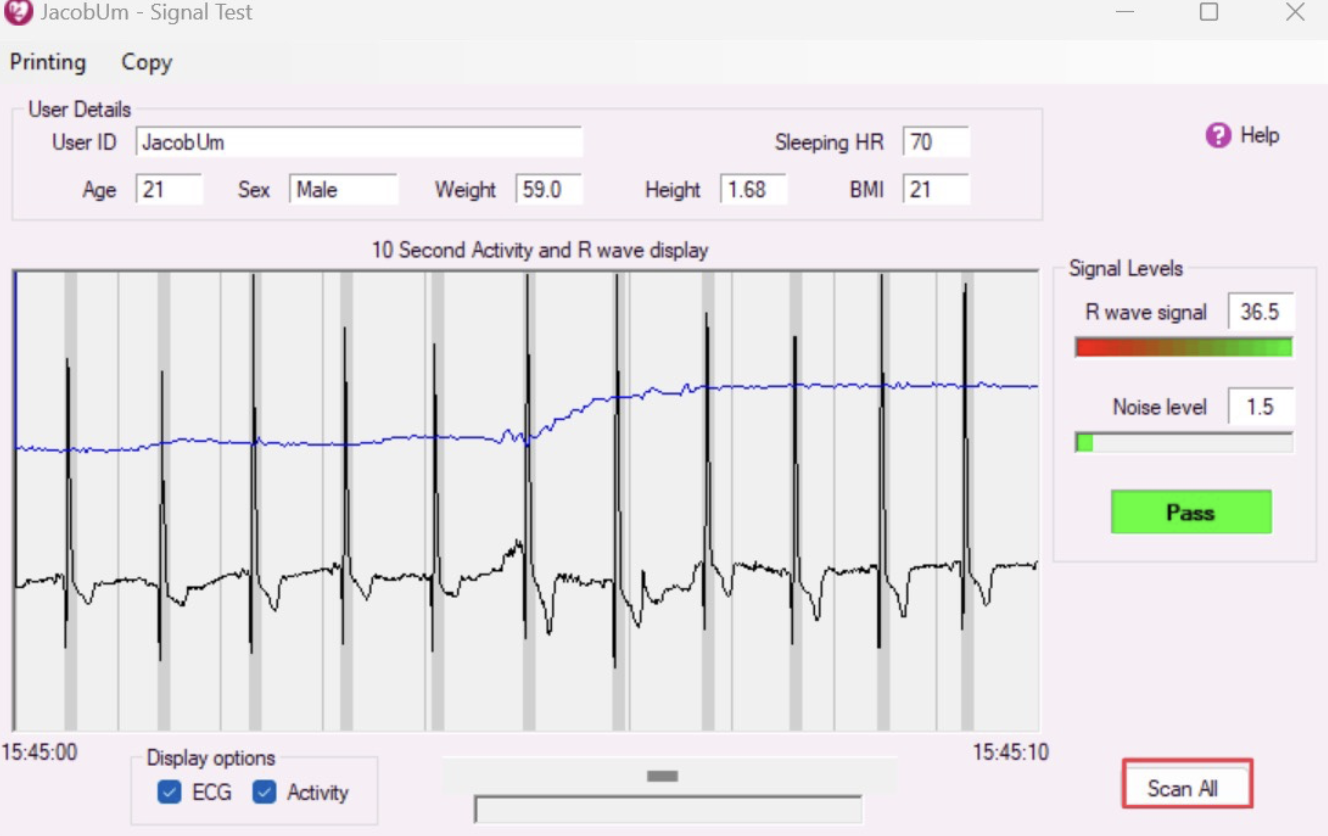 JacobUm - Signal Test
Printing Copy
User Details
User ID JacobUm Sleeping HR 70
? Help
Age 21 Sex Male Weight 59.0 Height 1.68 BMI 21
10 Second Activity and R wave display
Signal Levels
R wave signal 36.5
Noise level 1.5
Pass
15:45:00 15:45:10
Display options
ECG Activity
Scan All